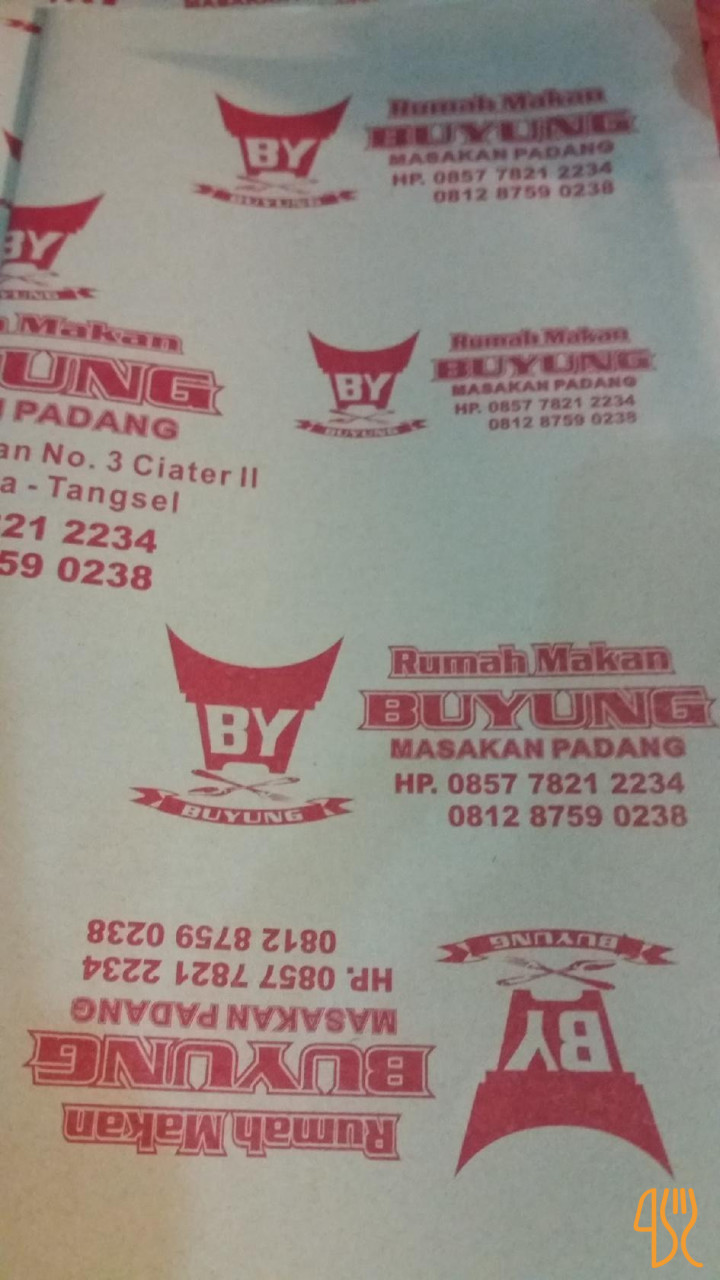 BY
BUYUNG
Rumah Makan
BUYUNG
MASAKAN PADANG
HP. 0857 7821 2234
0812 8759 0238
BY
Makan
UNG
PADANG
an No. 3 Ciater II
a - Tangsel
21 2234
59 0238
BY
BUYUNG
Rumah Makan
BUYUNG
MASAKAN PADANG
HP. 0857 7821 2234
0812 8759 0238
BY
BUYUNG
Rumah Makan
BUYUNG
MASAKAN PADANG
HP. 0857 7821 2234
0812 8759 0238
BY
BUYUNG
Rumah Makan
BUYUNG
MASAKAN PADANG
HP. 0857 7821 2234
0812 8759 0238